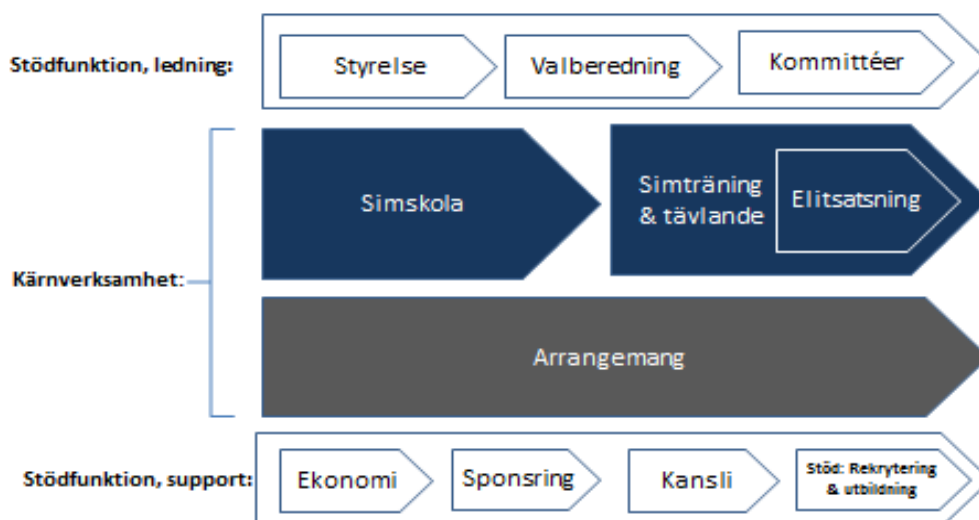 Stödfunktion, ledning:
Styrelse
Valberedning
Kommittéer
Simskola
Simträning
& tävlande
Elitsatsning
Kärnverksamhet:
Arrangemang
Stödfunktion, support:
Ekonomi
Sponsring
Kansli
Stöd: Rekrytering
& utbildning